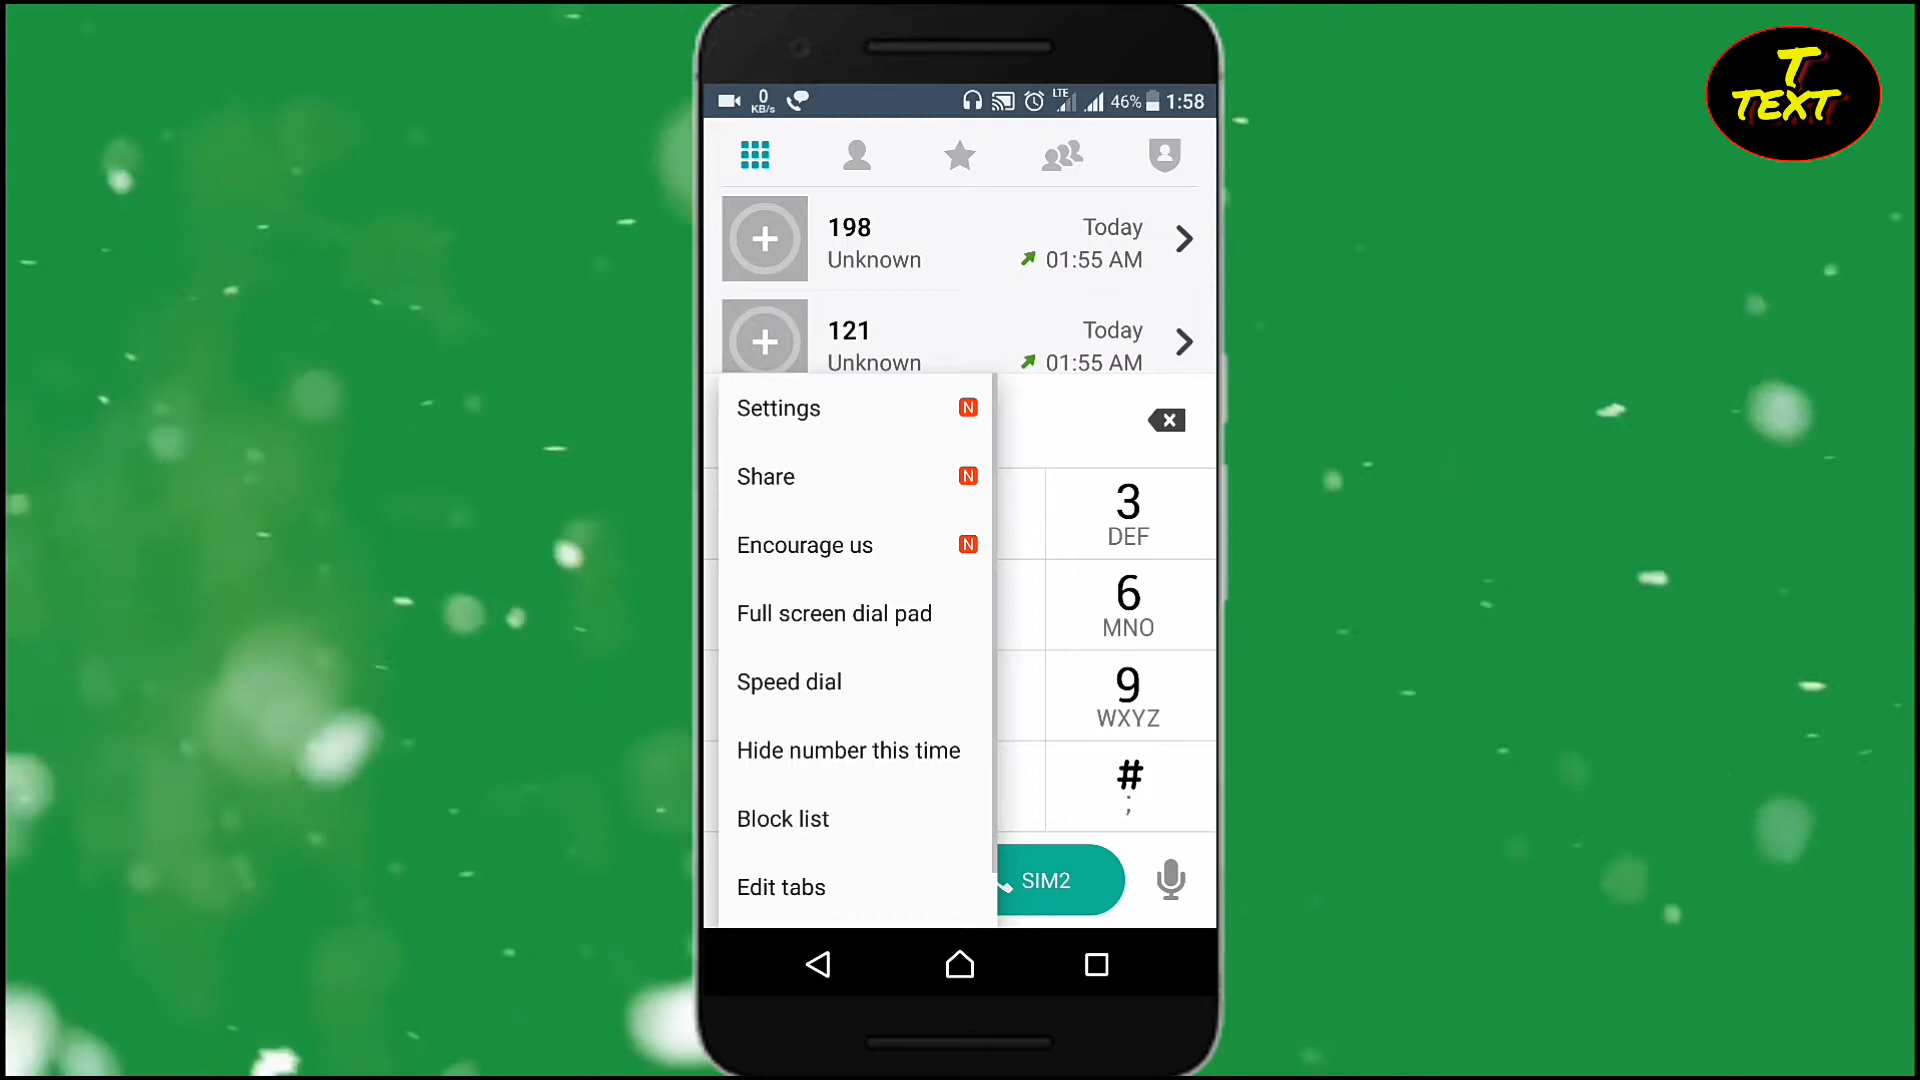 T
TEXT
0
KB/s
LTE
46%
1:58
198
Today
Unknown
01:55 AM
121
Today
Unknown
01:55 AM
Settings N
Share N
Encourage us N
Full screen dial pad
Speed dial
Hide number this time
Block list
Edit tabs
3
DEF
6
MNO
9
WXYZ
#
;
SIM2